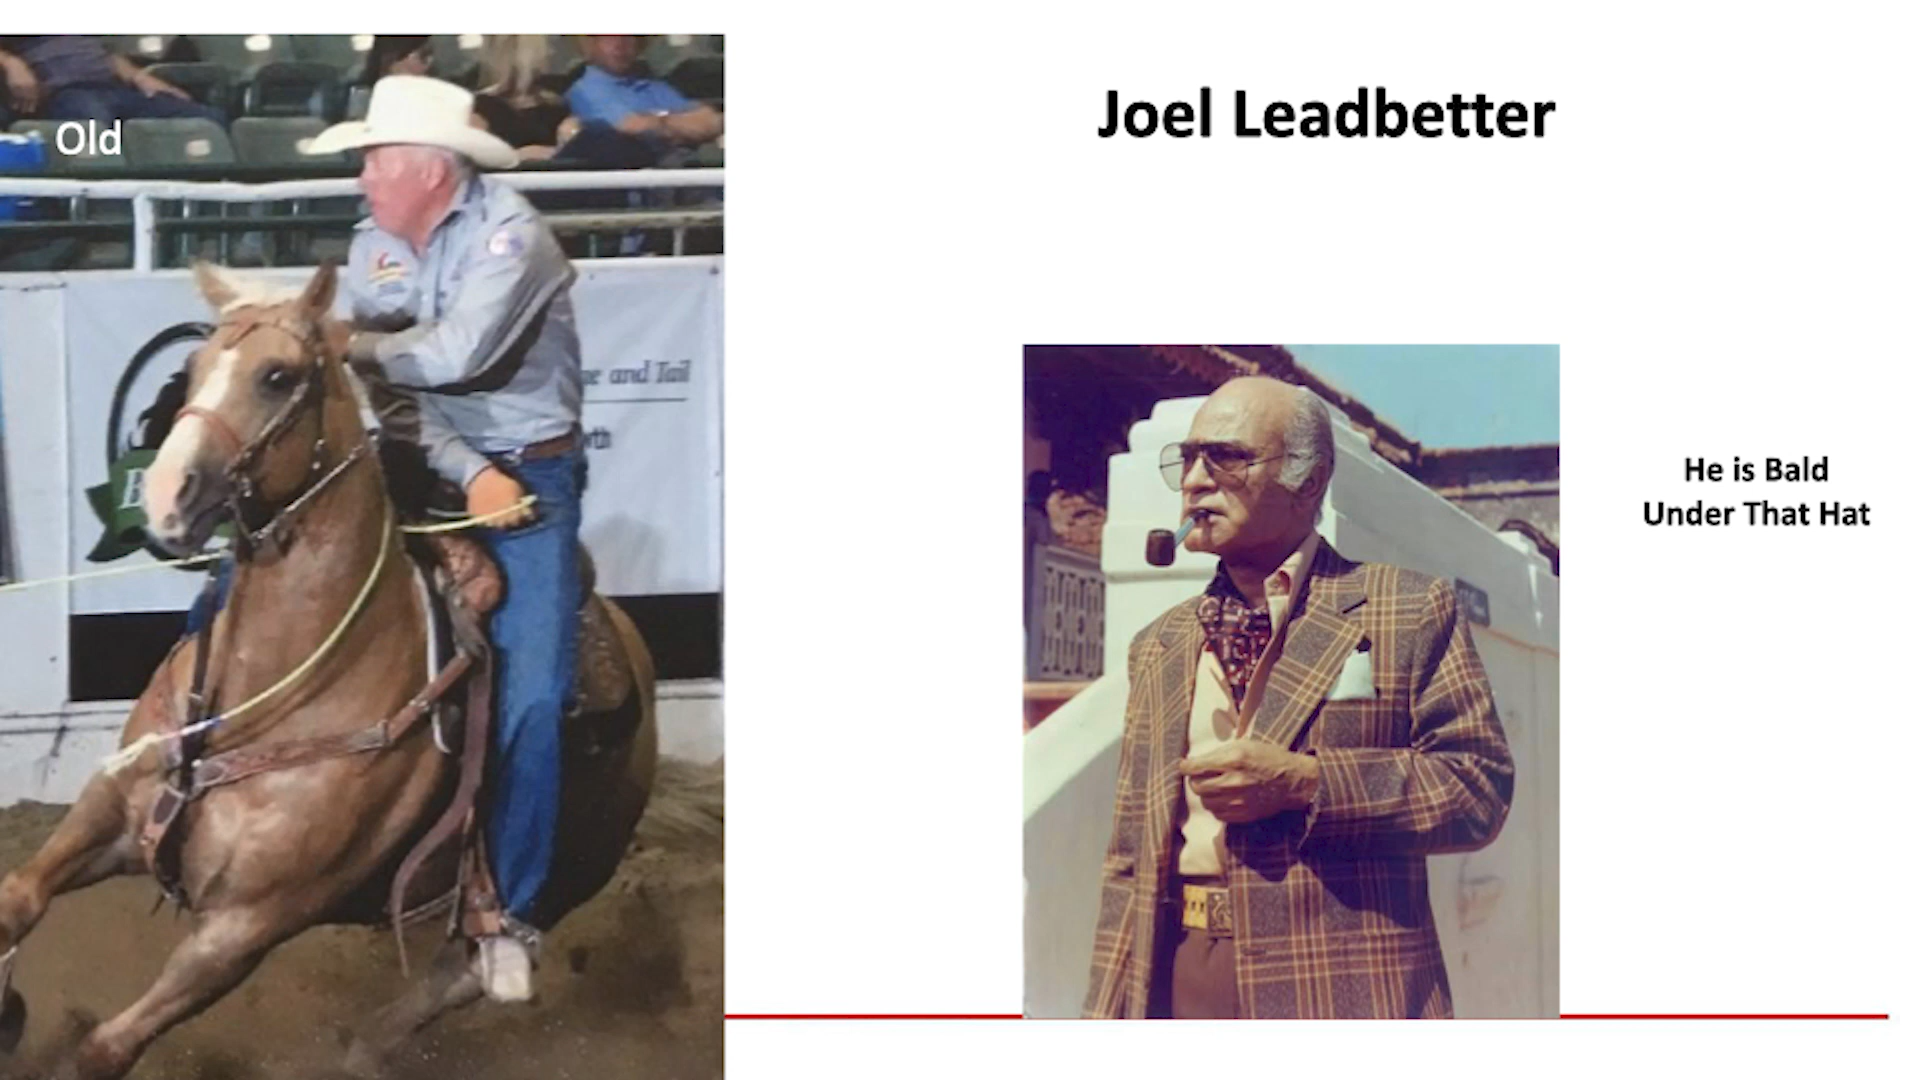 Old
Joel Leadbetter
and Tail
He is Bald
Under That Hat